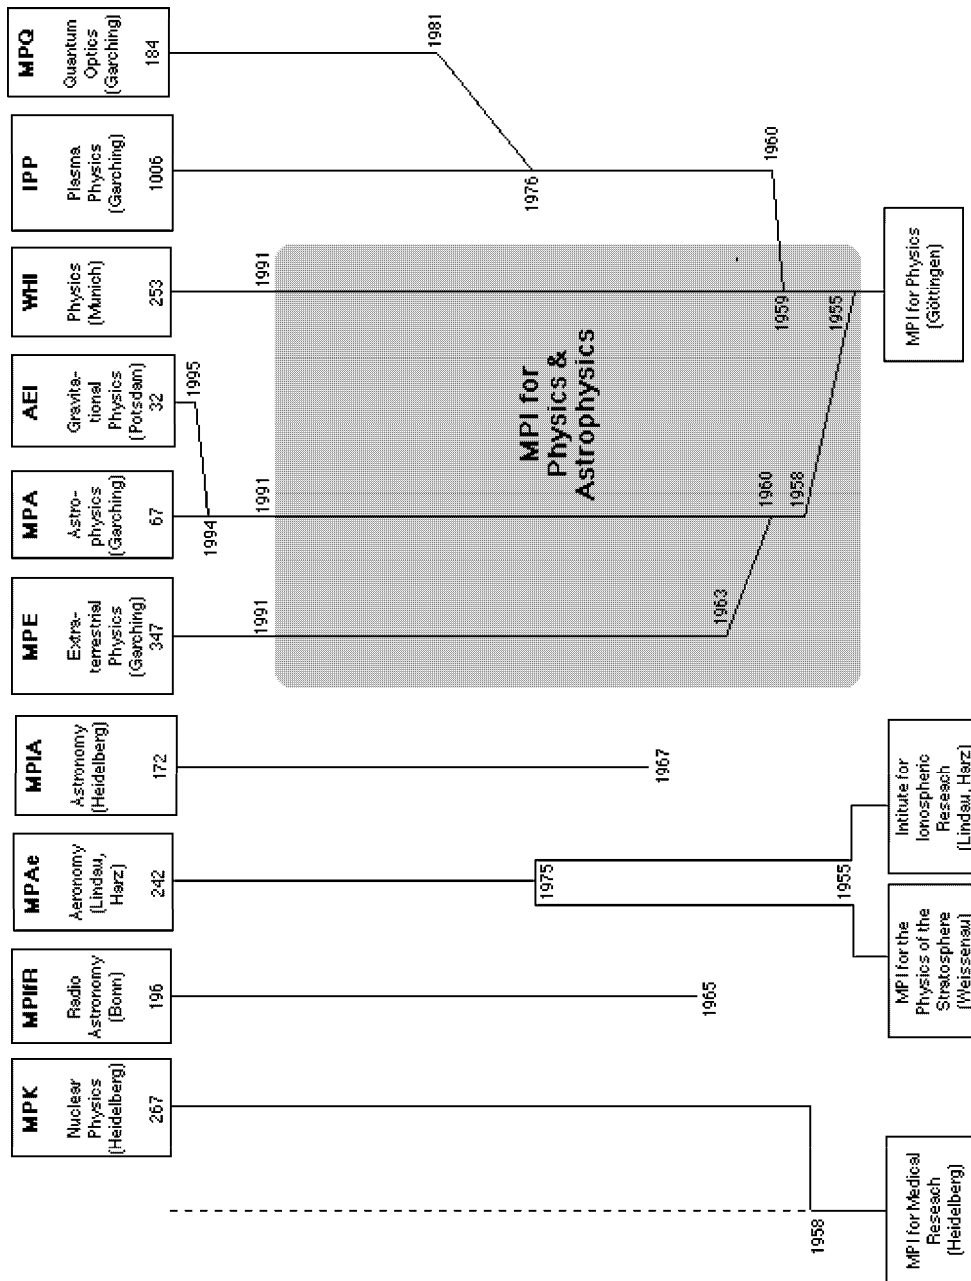 MPK
Nuclear
Physics
(Heidelberg)
267
MPIfR
Radio
Astronomy
(Bonn)
196
MPAe
Aeronomy
(Lindau,
Harz)
242
MPIA
Astronomy
(Heidelberg)
172
MPE
Extra-
terrestrial
Physics
(Garching)
347
MPA
Astro-
physics
(Garching)
67
AEI
Gravita-
tional
Physics
(Potsdam)
32
WHI
Physics
(Munich)
253
IPP
Plasma
Physics
(Garching)
1006
MPQ
Quantum
Optics
(Garching)
184
1995
1994
1991
1991
1991
1981
1976
1975
MPI for
Physics &
Astrophysics
1967
1965
1963
1960
1960
1959
1958
1958
1955
1955
MPI for Medical
Reseach
(Heidelberg)
MPI for the
Physics of the
Stratosphere
(Weissenau)
Intitute for
Ionospheric
Reseach
(Lindau, Harz)
MPI for Physics
(Göttingen)